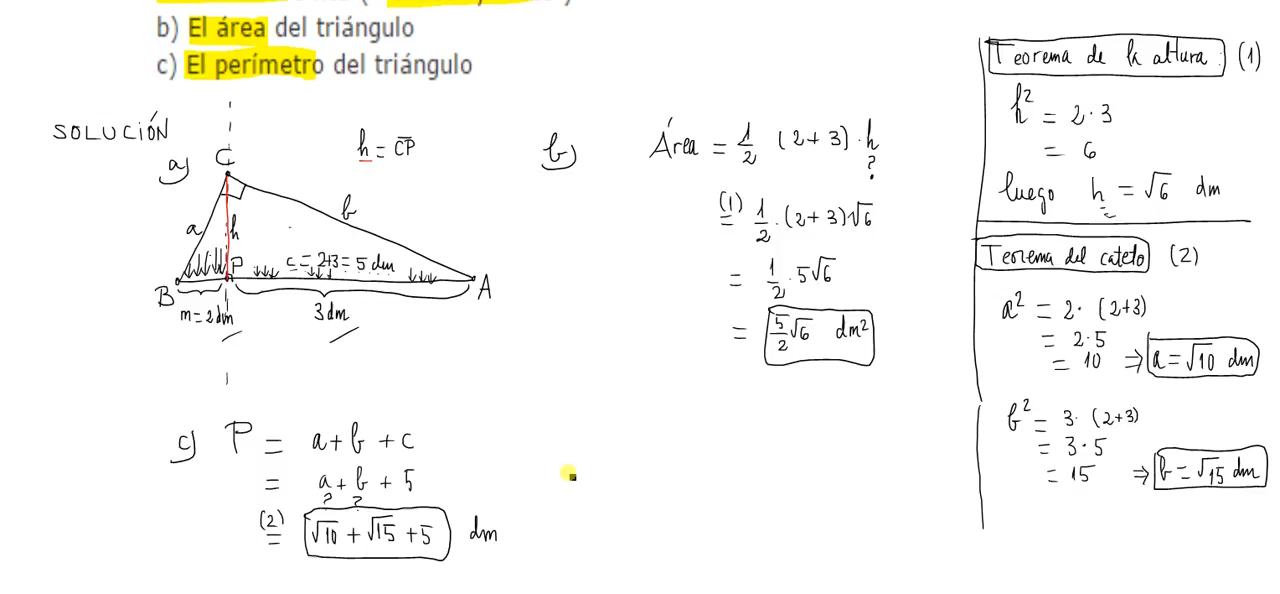 b) El área del triángulo
c) El perímetro del triángulo
SOLUCIÓN
a)
C
h = CP
a
h
b
P
c = 2+3 = 5 dm
B
A
m = 2 dm
3 dm
b)
Área = 1/2 (2+3) · h
?
(1)
= 1/2 · (2+3)√6
= 1/2 · 5√6
= 5/2 √6 dm²
c) P = a + b + c
= a + b + 5
? ?
(2)
= √10 + √15 + 5 dm
Teorema de la altura : (1)
h² = 2 · 3
= 6
luego h = √6 dm
Teorema del cateto (2)
a² = 2 · (2+3)
= 2 · 5
= 10 ⇒ a = √10 dm
b² = 3 · (2+3)
= 3 · 5
= 15 ⇒ b = √15 dm